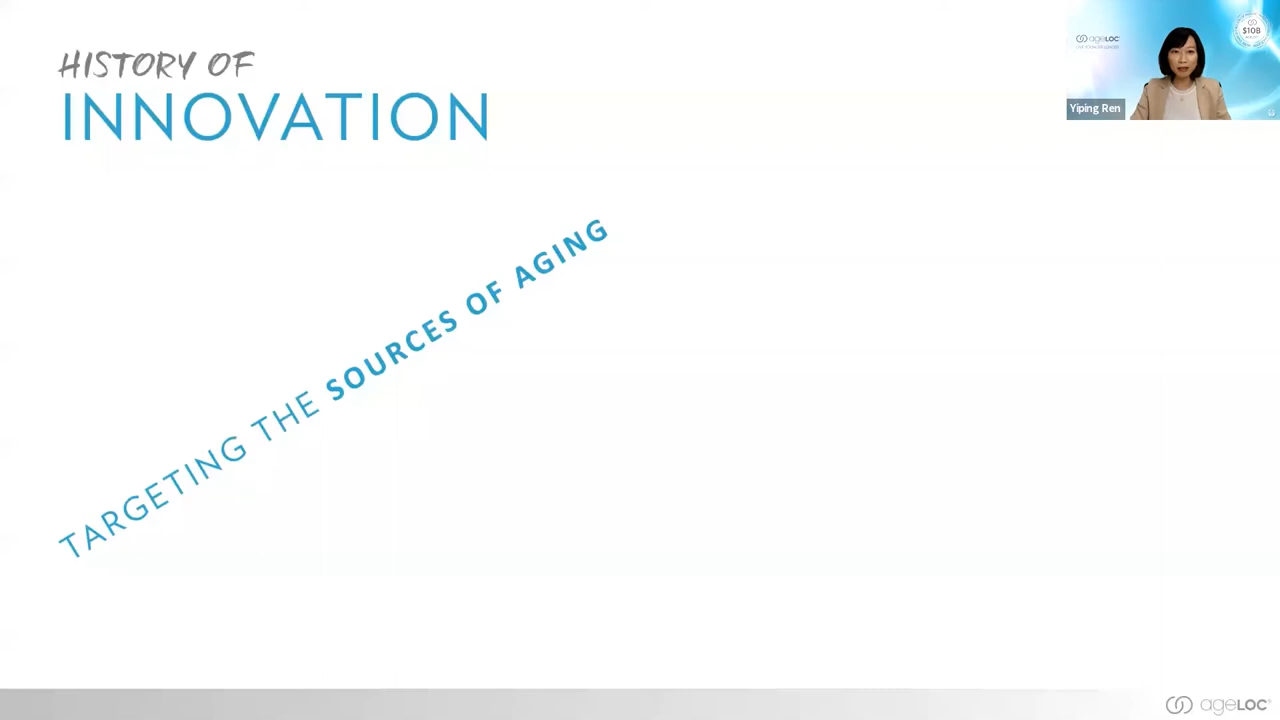 HISTORY OF
INNOVATION
TARGETING THE SOURCES OF AGING
ageLOC
$10B
Yiping Ren
ageLOC